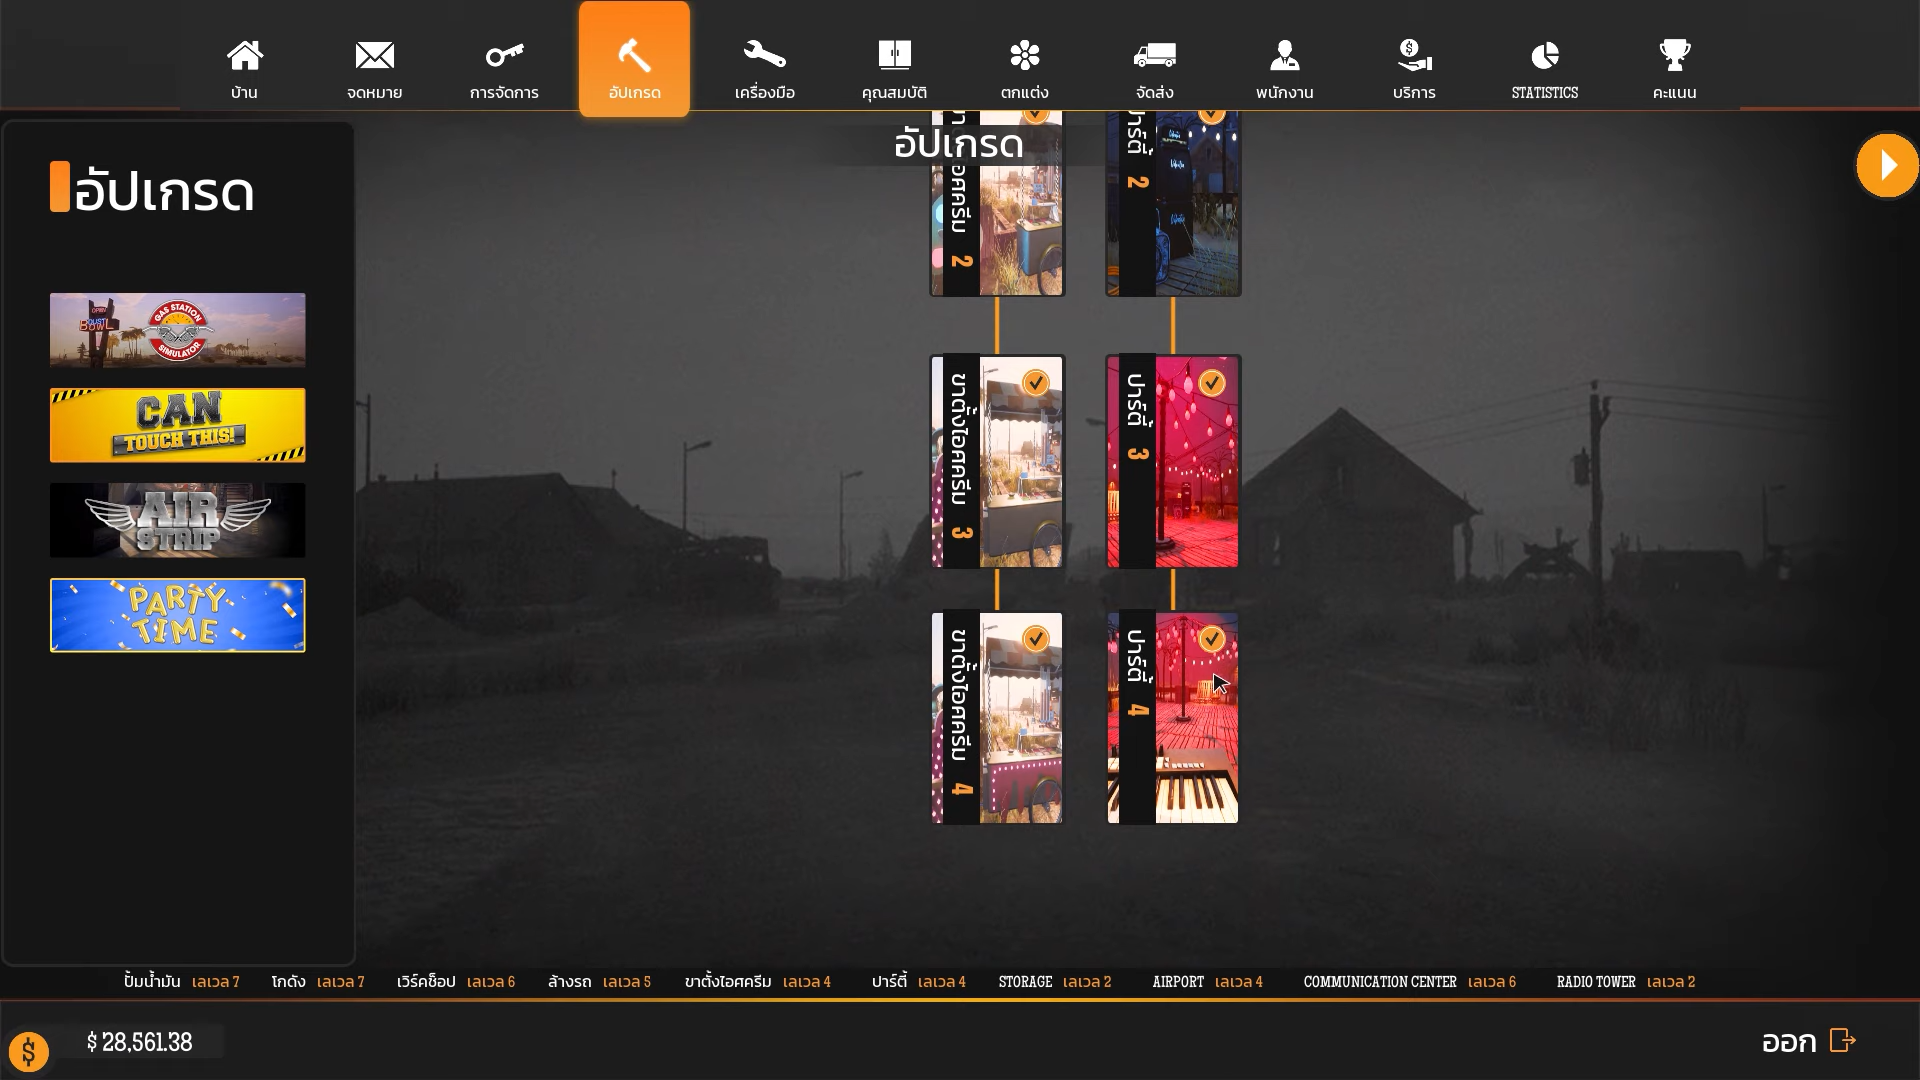 บ้าน
จดหมาย
การจัดการ
อัปเกรด
เครื่องมือ
คุณสมบัติ
ตกแต่ง
จัดส่ง
พนักงาน
บริการ
STATISTICS
คะแนน
อัปเกรด
อัปเกรด
GAS STATION
SIMULATOR
CAN
TOUCH THIS!
AIR
STRIP
PARTY
TIME
ไอศครีม 2
ปาร์ตี้ 2
ขาตั้งไอศครีม 3
ปาร์ตี้ 3
ขาตั้งไอศครีม 4
ปาร์ตี้ 4
ปั้มน้ำมัน เลเวล 7 โกดัง เลเวล 7 เวิร์คช็อป เลเวล 6 ล้างรถ เลเวล 5 ขาตั้งไอศครีม เลเวล 4 ปาร์ตี้ เลเวล 4 STORAGE เลเวล 2 AIRPORT เลเวล 4 COMMUNICATION CENTER เลเวล 6 RADIO TOWER เลเวล 2
$ 28,561.38
ออก